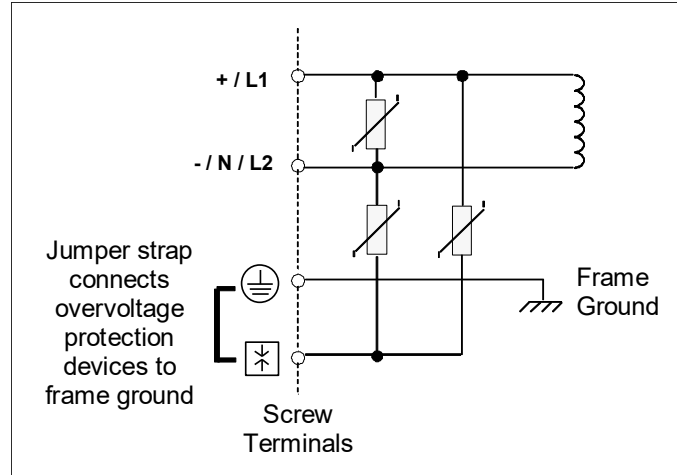 + / L1
- / N / L2
Jumper strap
connects
overvoltage
protection
devices to
frame ground
Frame
Ground
Screw
Terminals